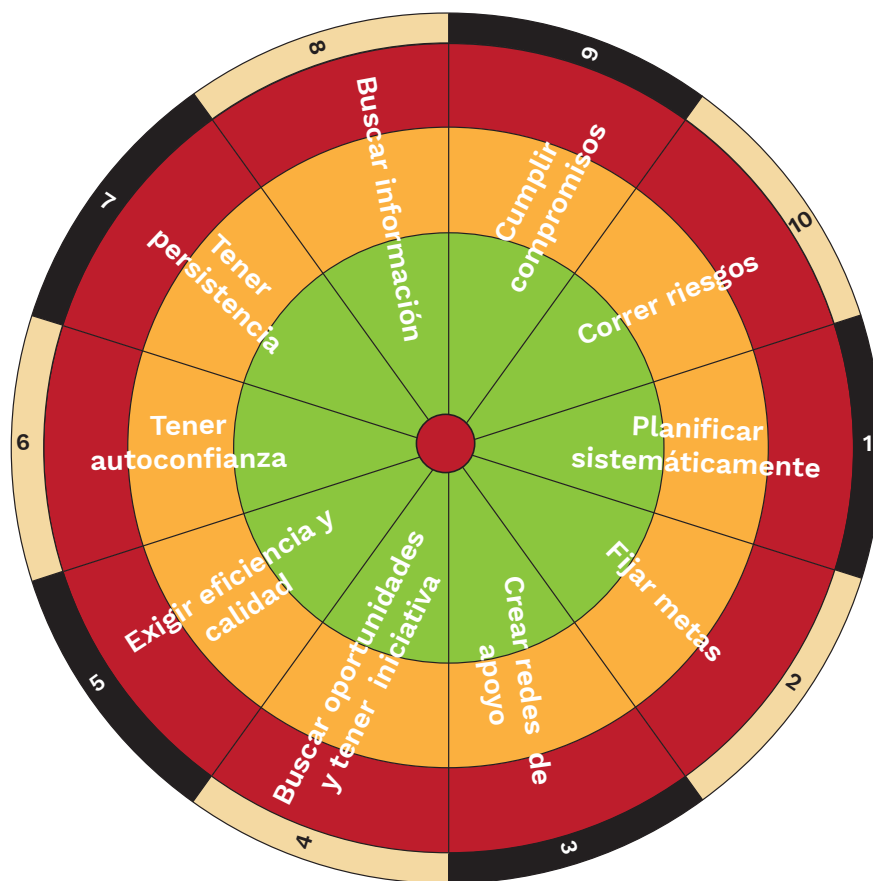 1
Planificar
sistemáticamente
2
Fijar metas
3
Crear redes de
apoyo
4
Buscar oportunidades
y tener iniciativa
5
Exigir eficiencia y
calidad
6
Tener
autoconfianza
7
Tener
persistencia
8
Buscar información
9
Cumplir
compromisos
10
Correr riesgos